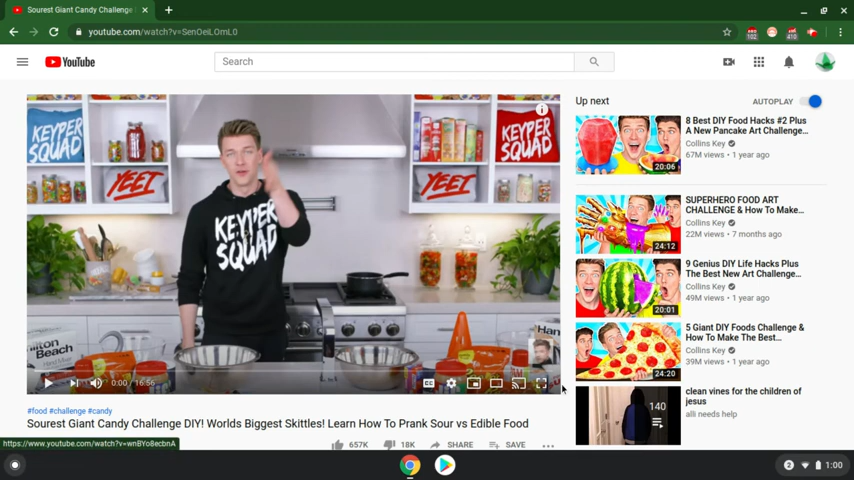 Sourest Giant Candy Challenge
youtube.com/watch?v=SenOeiLOmL0
102
410
YouTube
Search
KEYPER
SQUAD
YEET
KEYPER
SQUAD
KEYPER
SQUAD
YEET
Hamilton
Beach
Ham
0:00 / 16:56
CC
#food #challenge #candy
Sourest Giant Candy Challenge DIY! Worlds Biggest Skittles! Learn How To Prank Sour vs Edible Food
657K
18K
SHARE
SAVE
https://www.youtube.com/watch?v=wnBYo8ecbnA
Up next
AUTOPLAY
20:06
8 Best DIY Food Hacks #2 Plus
A New Pancake Art Challenge...
Collins Key
67M views • 1 year ago
24:12
SUPERHERO FOOD ART
CHALLENGE & How To Make...
Collins Key
22M views • 7 months ago
20:01
9 Genius DIY Life Hacks Plus
The Best New Art Challenge...
Collins Key
49M views • 1 year ago
24:20
5 Giant DIY Foods Challenge &
How To Make The Best...
Collins Key
39M views • 1 year ago
140
clean vines for the children of
jesus
alli needs help
2
1:00